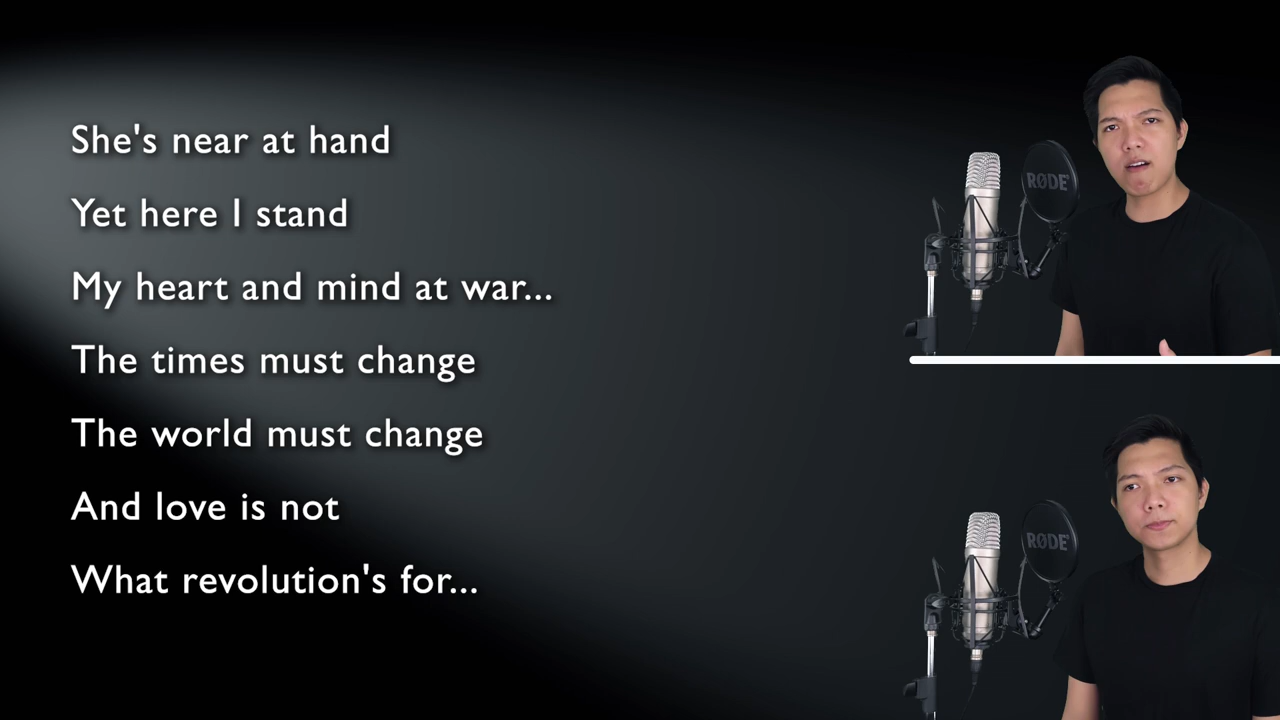 She's near at hand
Yet here I stand
My heart and mind at war...
The times must change
The world must change
And love is not
What revolution's for...
RØDE
RØDE